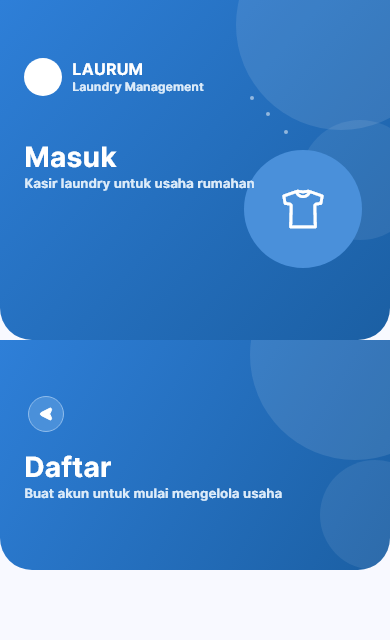 LAURUM
Laundry Management
Masuk
Kasir laundry untuk usaha rumahan
Daftar
Buat akun untuk mulai mengelola usaha